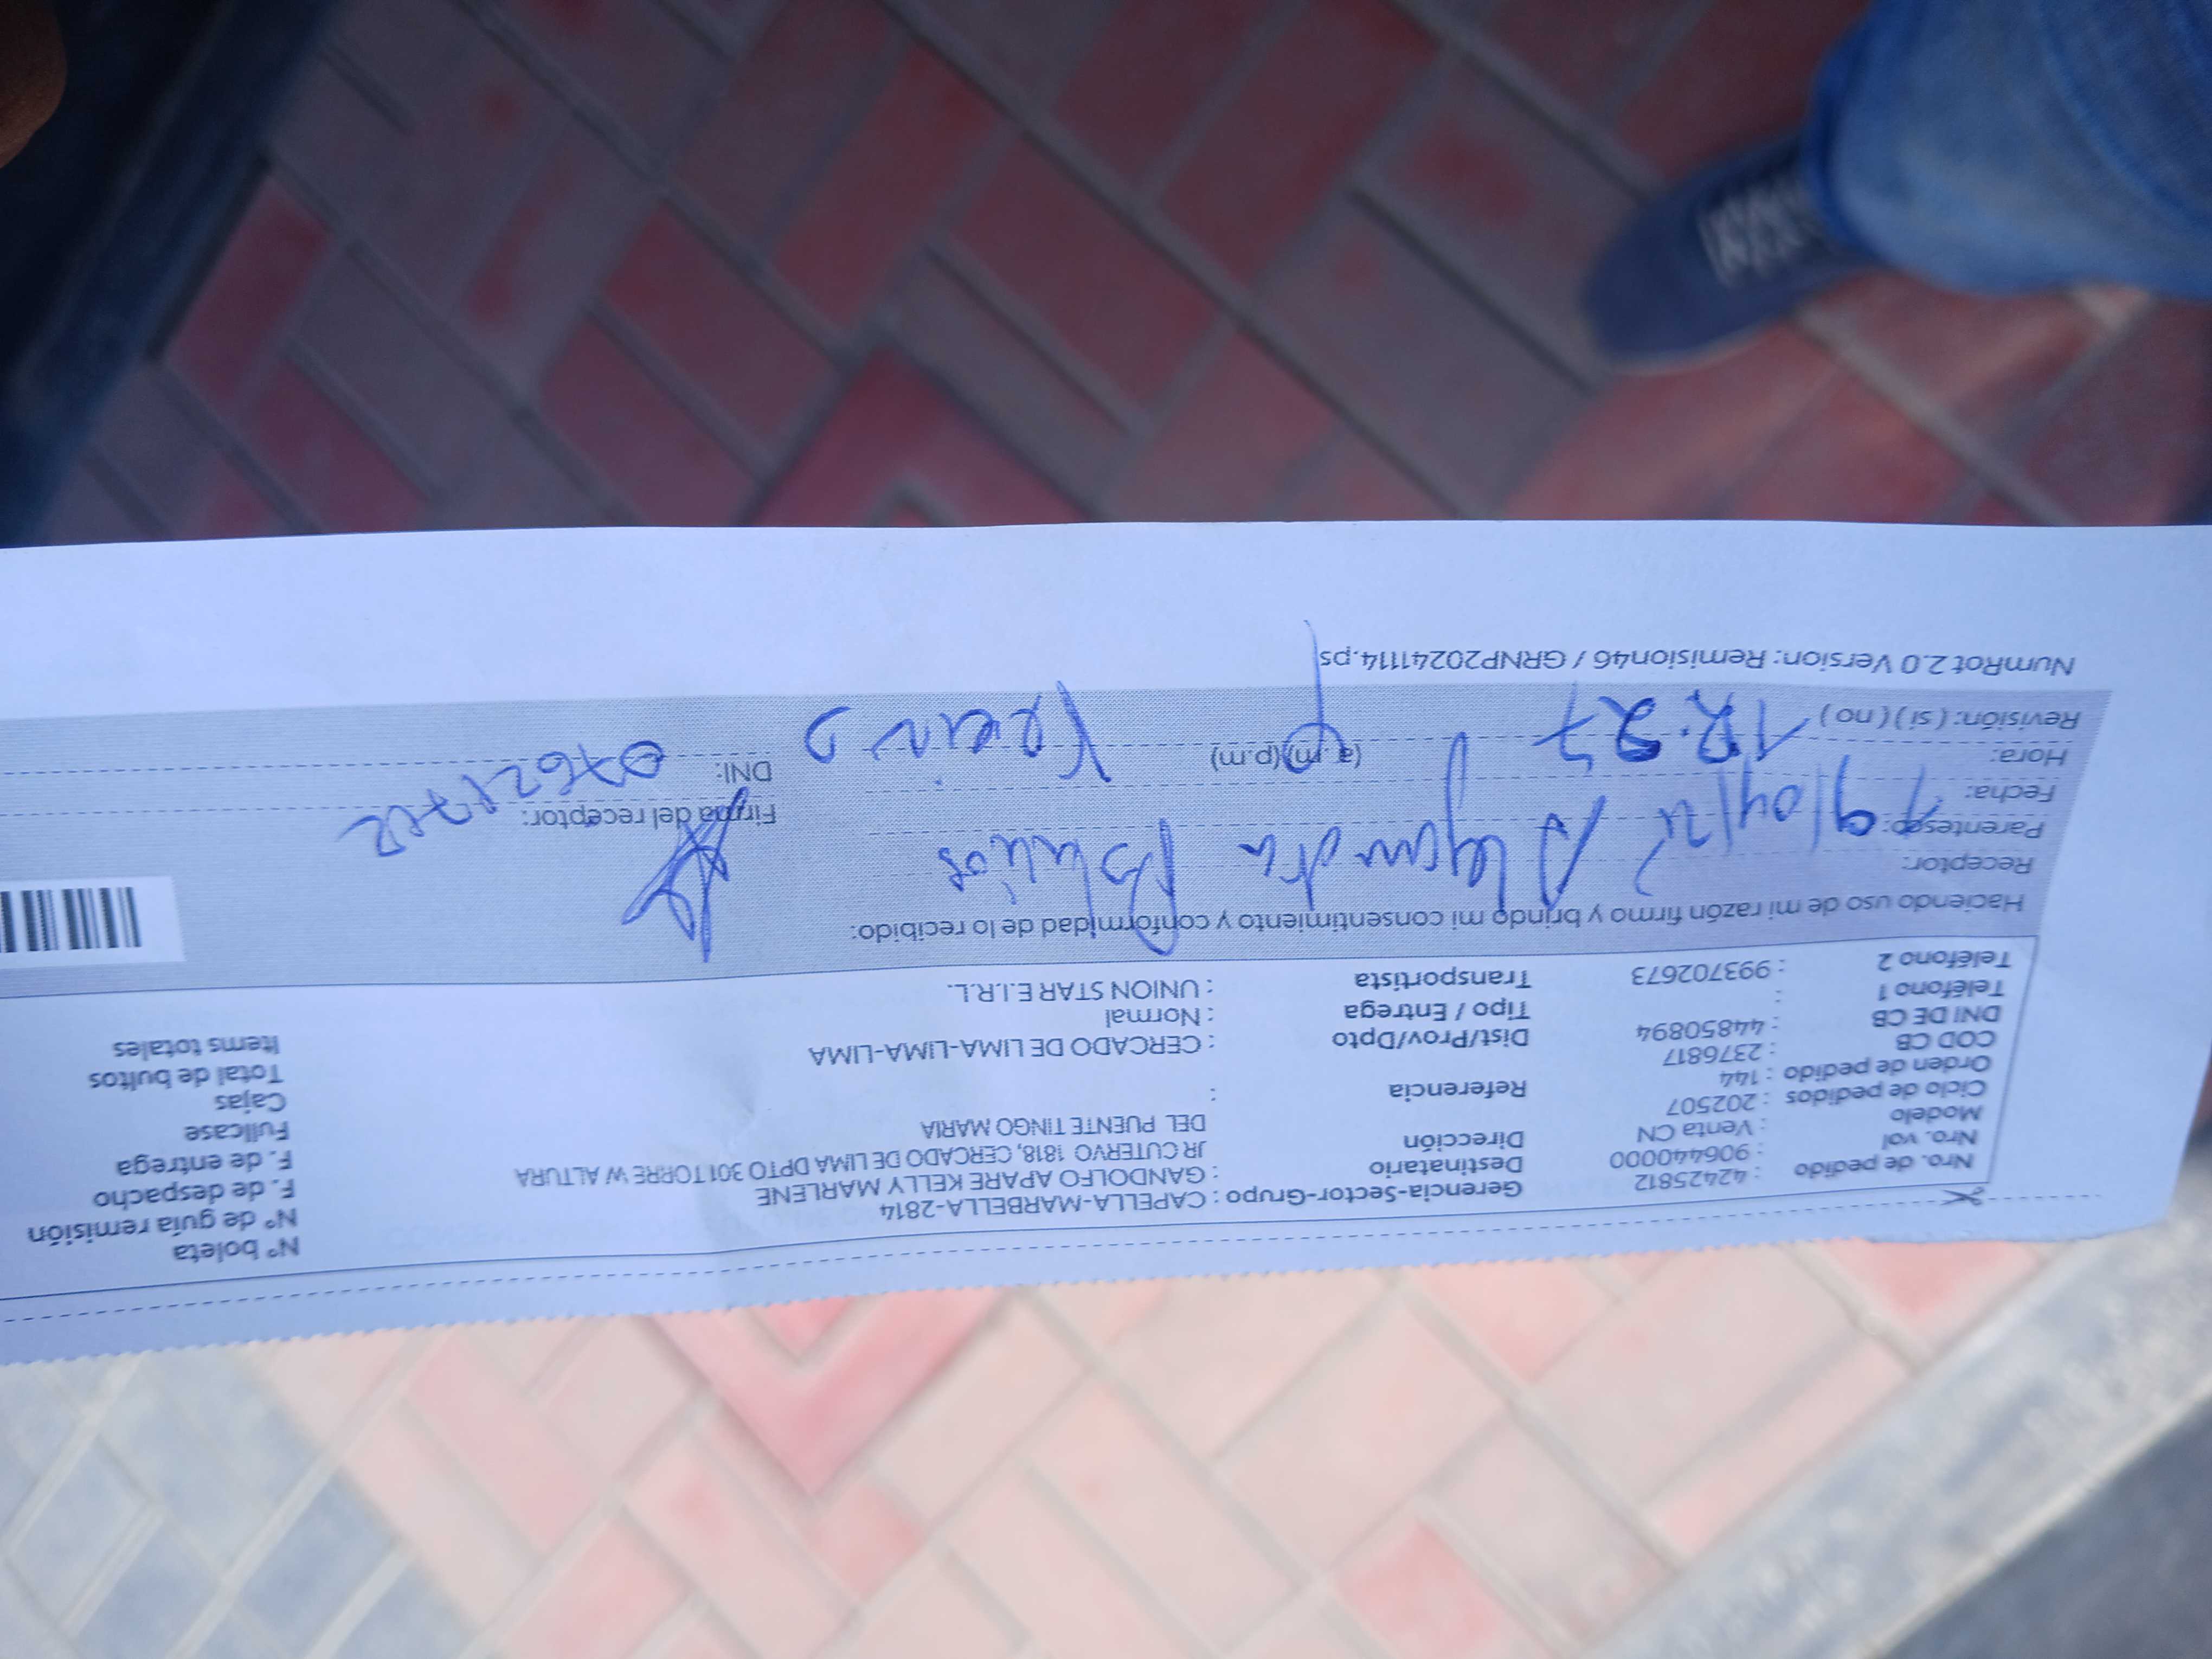 Nro. de pedido : 42425812
Nro. vol : 906440000
Modelo : Venta CN
Ciclo de pedidos : 202507
Orden de pedido : 144
COD CB : 2376817
DNI DE CB : 44850894
Teléfono 1 :
Teléfono 2 : 993702673
Gerencia-Sector-Grupo : CAPELLA-MARBELLA-2814
Destinatario : GANDOLFO APARE KELLY MARLENE
Dirección JR CUTERVO 1818, CERCADO DE LIMA DPTO 301 TORRE W ALTURA
DEL PUENTE TINGO MARIA
Referencia :
Dist/Prov/Dpto : CERCADO DE LIMA-LIMA-LIMA
Tipo / Entrega : Normal
Transportista : UNION STAR E.I.R.L.
Nº boleta
Nº de guía remisión
F. de despacho
F. de entrega
Fullcase
Cajas
Total de bultos
Items totales
Haciendo uso de mi razón firmo y brindo mi consentimiento y conformidad de lo recibido:
Receptor: Alejandra
Parentesco:
Fecha:
Hora: 12:27 (a.m) (p.m) Vecino
Revisión: ( si ) ( no )
Firma del receptor:
DNI:
NumRot 2.0 Version: Remision46 / GRNP20241114.ps